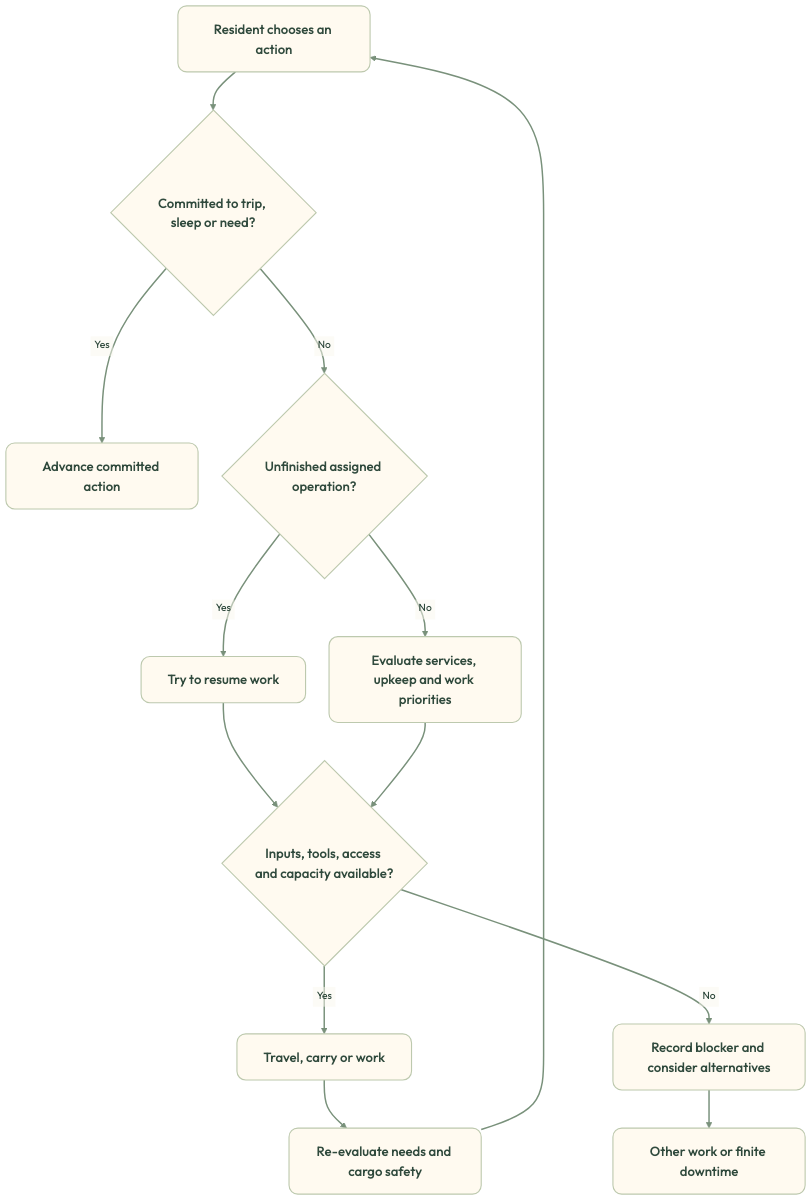 Resident chooses an
action
Committed to trip,
sleep or need?
Yes
No
Advance committed
action
Unfinished assigned
operation?
Yes
No
Try to resume work
Evaluate services,
upkeep and work
priorities
Inputs, tools, access
and capacity available?
Yes
No
Travel, carry or work
Record blocker and
consider alternatives
Re-evaluate needs and
cargo safety
Other work or finite
downtime